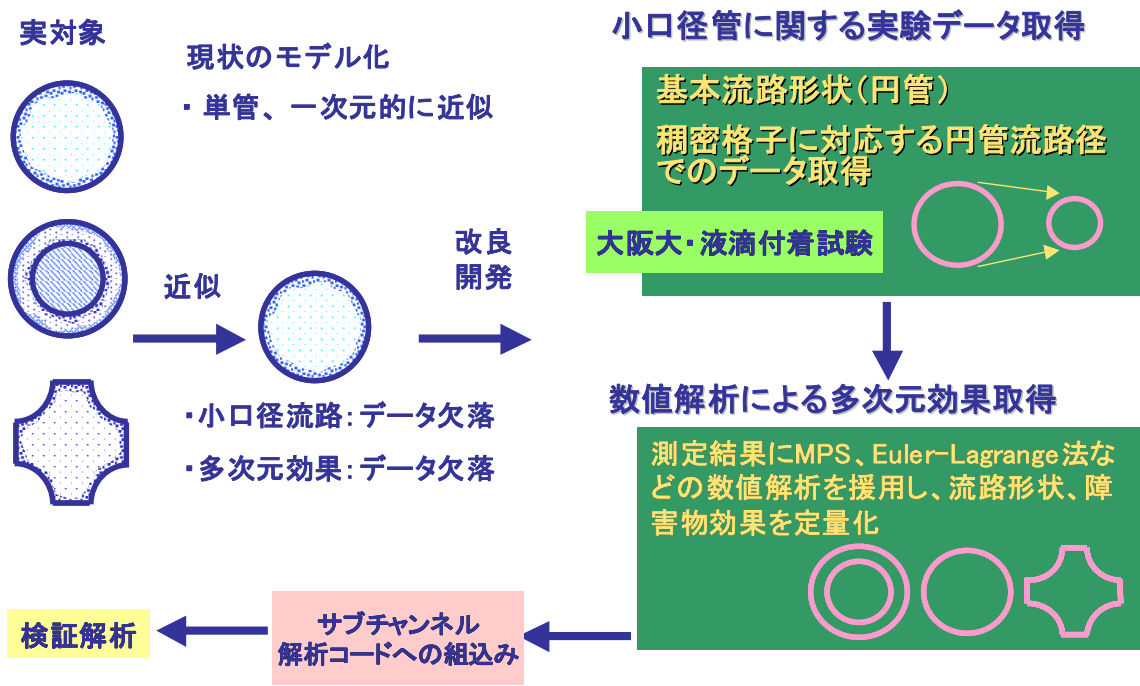 実対象
現状のモデル化
・単管、一次元的に近似
近似
改良
開発
・小口径流路：データ欠落
・多次元効果：データ欠落
小口径管に関する実験データ取得
基本流路形状（円管）
稠密格子に対応する円管流路径
でのデータ取得
大阪大・液滴付着試験
数値解析による多次元効果取得
測定結果にMPS、Euler-Lagrange法な
どの数値解析を援用し、流路形状、障
害物効果を定量化
サブチャンネル
解析コードへの組込み
検証解析